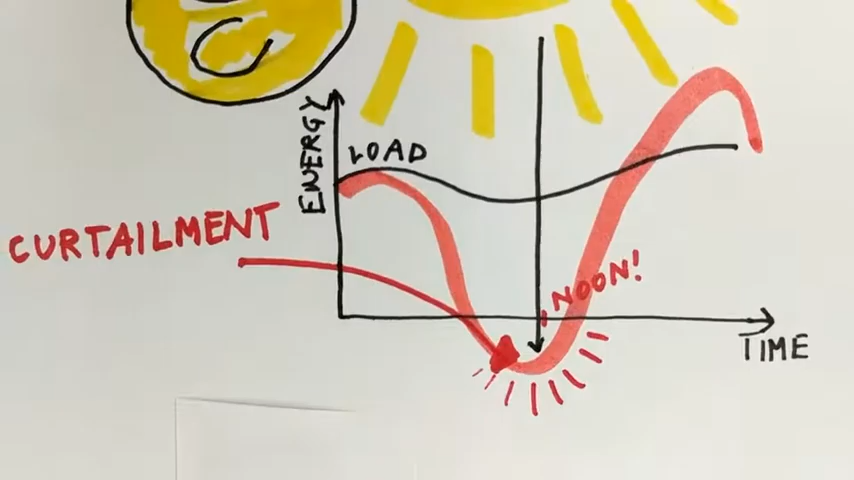 C
ENERGY
LOAD
CURTAILMENT
NOON!
TIME